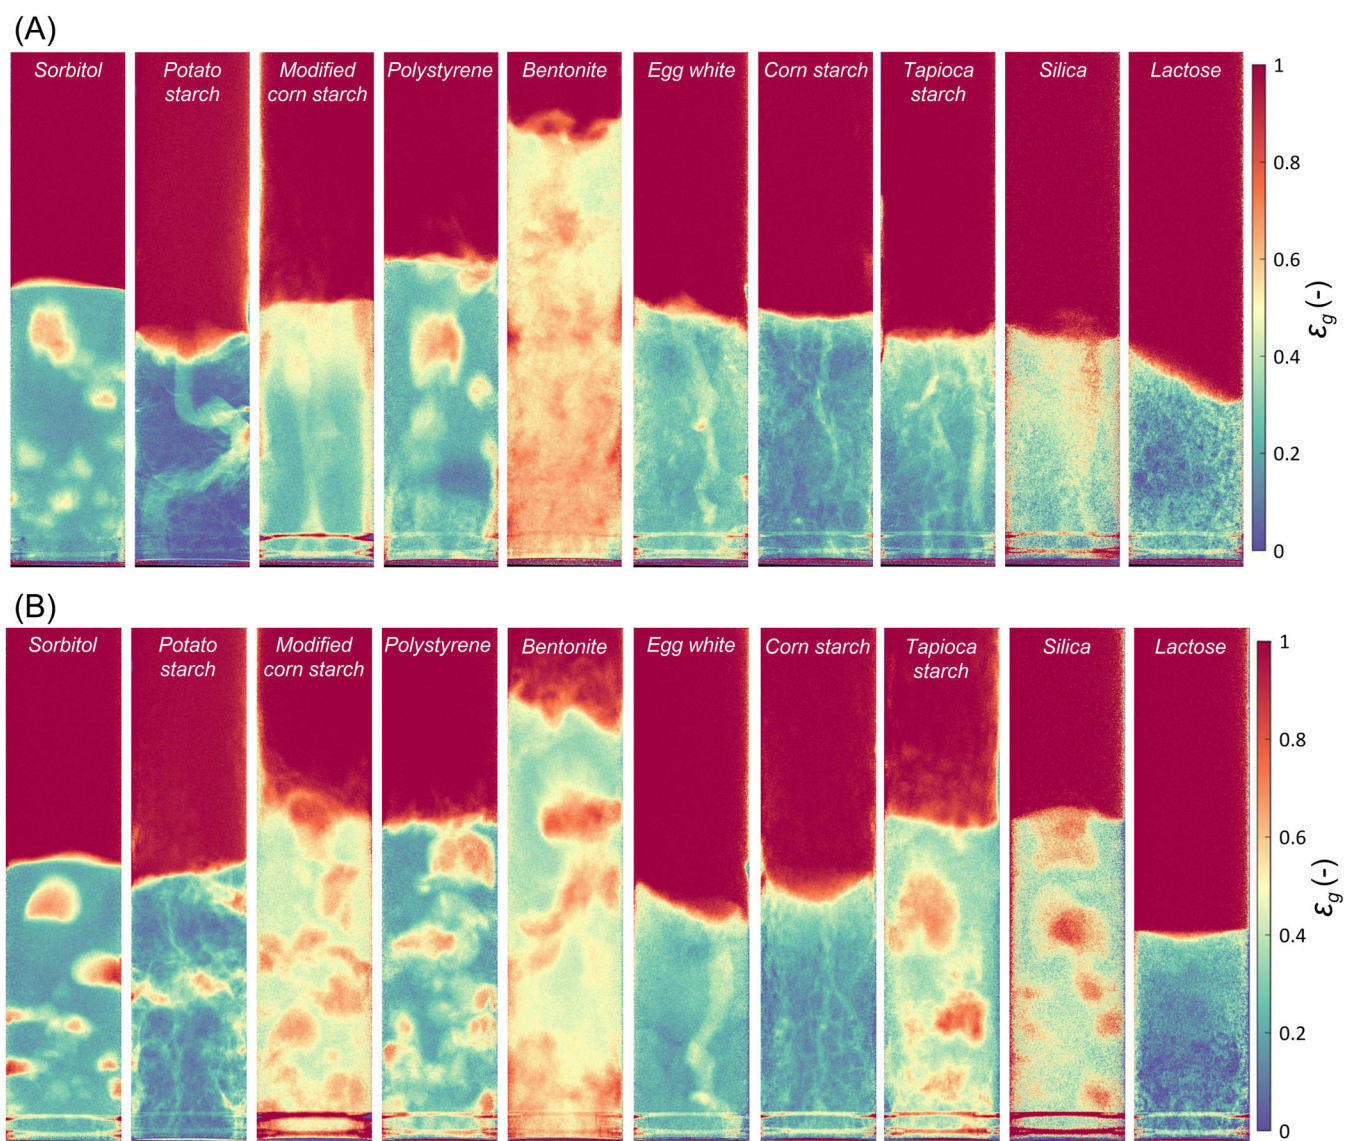 (A)
Sorbitol
Potato
starch
Modified
corn starch
Polystyrene
Bentonite
Egg white
Corn starch
Tapioca
starch
Silica
Lactose
1
0.8
0.6
0.4
0.2
0
εg (-)
(B)
Sorbitol
Potato
starch
Modified
corn starch
Polystyrene
Bentonite
Egg white
Corn starch
Tapioca
starch
Silica
Lactose
1
0.8
0.6
0.4
0.2
0
εg (-)